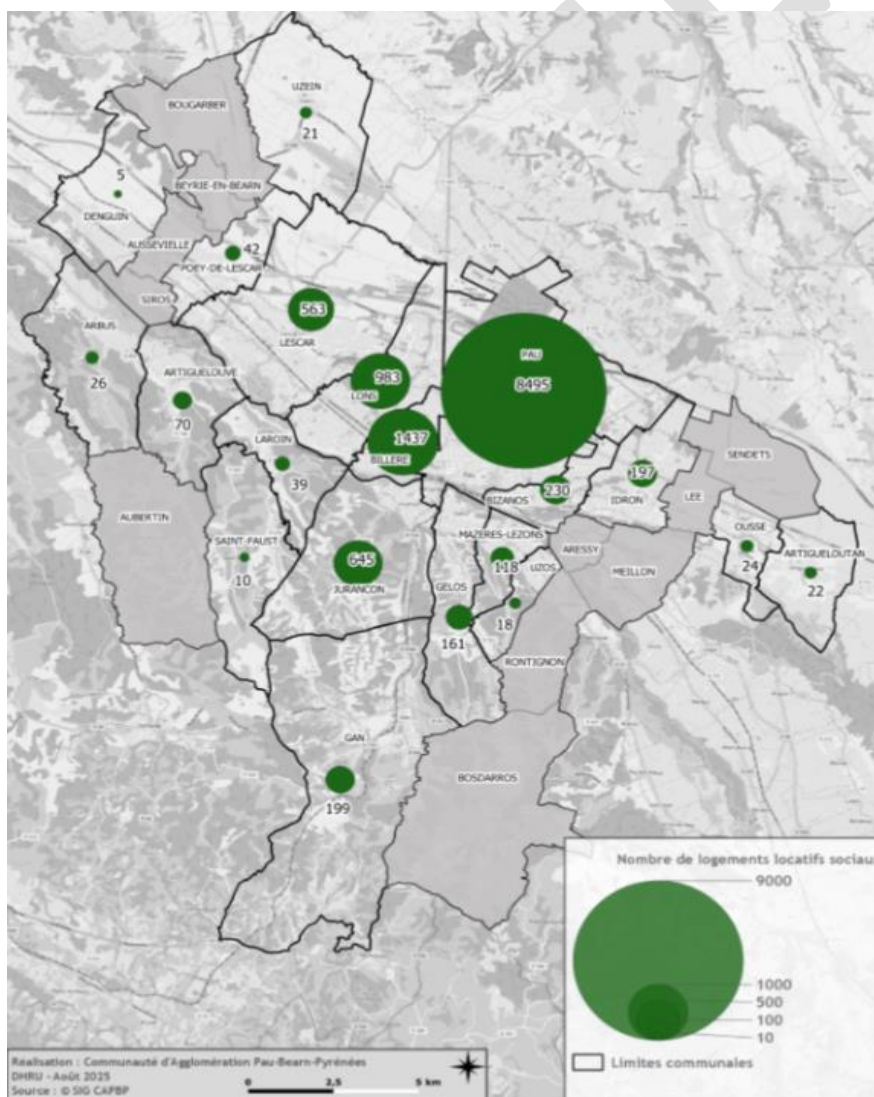 UZEIN
BOUGARBER
21
5
BEYRIE-EN-BEARN
DENGUIN
AUSSEVIELLE
42
POEY-DE-LESCAR
SIROS
563
ARBUS
LESCAR
PAU
26
ARTIGUELOUVE
983
8495
LONS
70
1437
LAROIN
BILLERE
SENDETS
197
39
230
IDRON
LEE
BIZANOS
AUBERTIN
OUSSE
SAINT-FAUST
MAZERES-LEZONS
ARESSY
ARTIGUELOUTAN
645
118
UZOS
MEILLON
24
10
JURANCON
GELOS
22
18
161
RONTIGNON
GAN
BOSDARROS
199
Nombre de logements locatifs sociau
9000
1000
500
100
10
Limites communales
Réalisation : Communauté d'Agglomération Pau-Bearn-Pyrénées
DHRU - Août 2025
Source : © SIG CAPBP
0 2,5 5 km